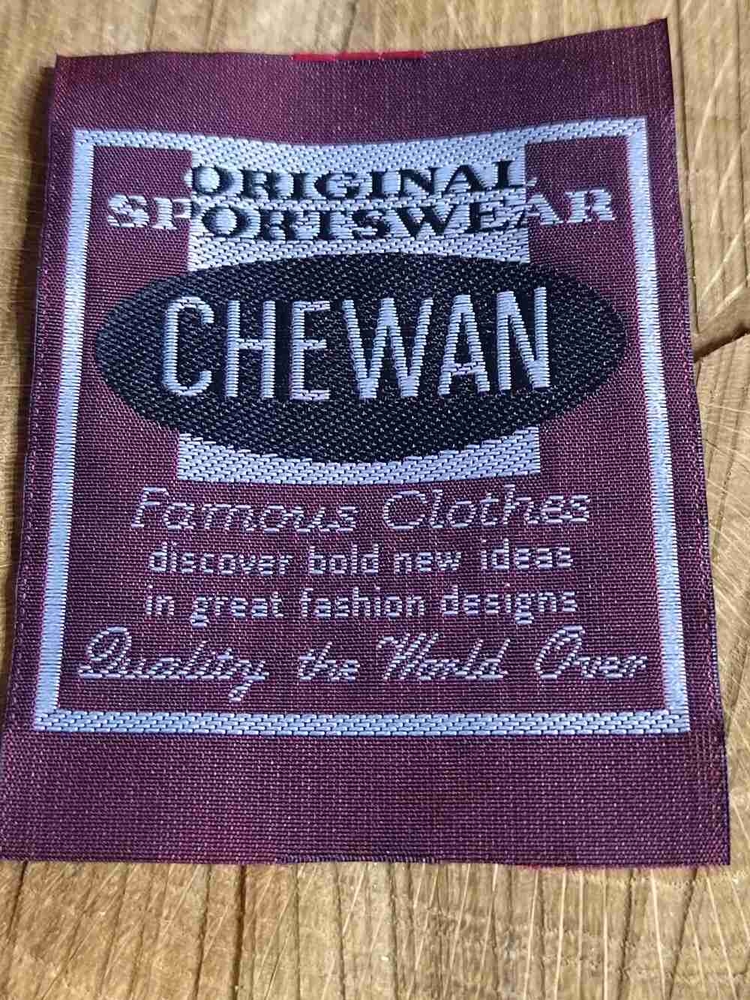 ORIGINAL
SPORTSWEAR
CHEWAN
Famous Clothes
discover bold new ideas
in great fashion designs
Quality the World Over